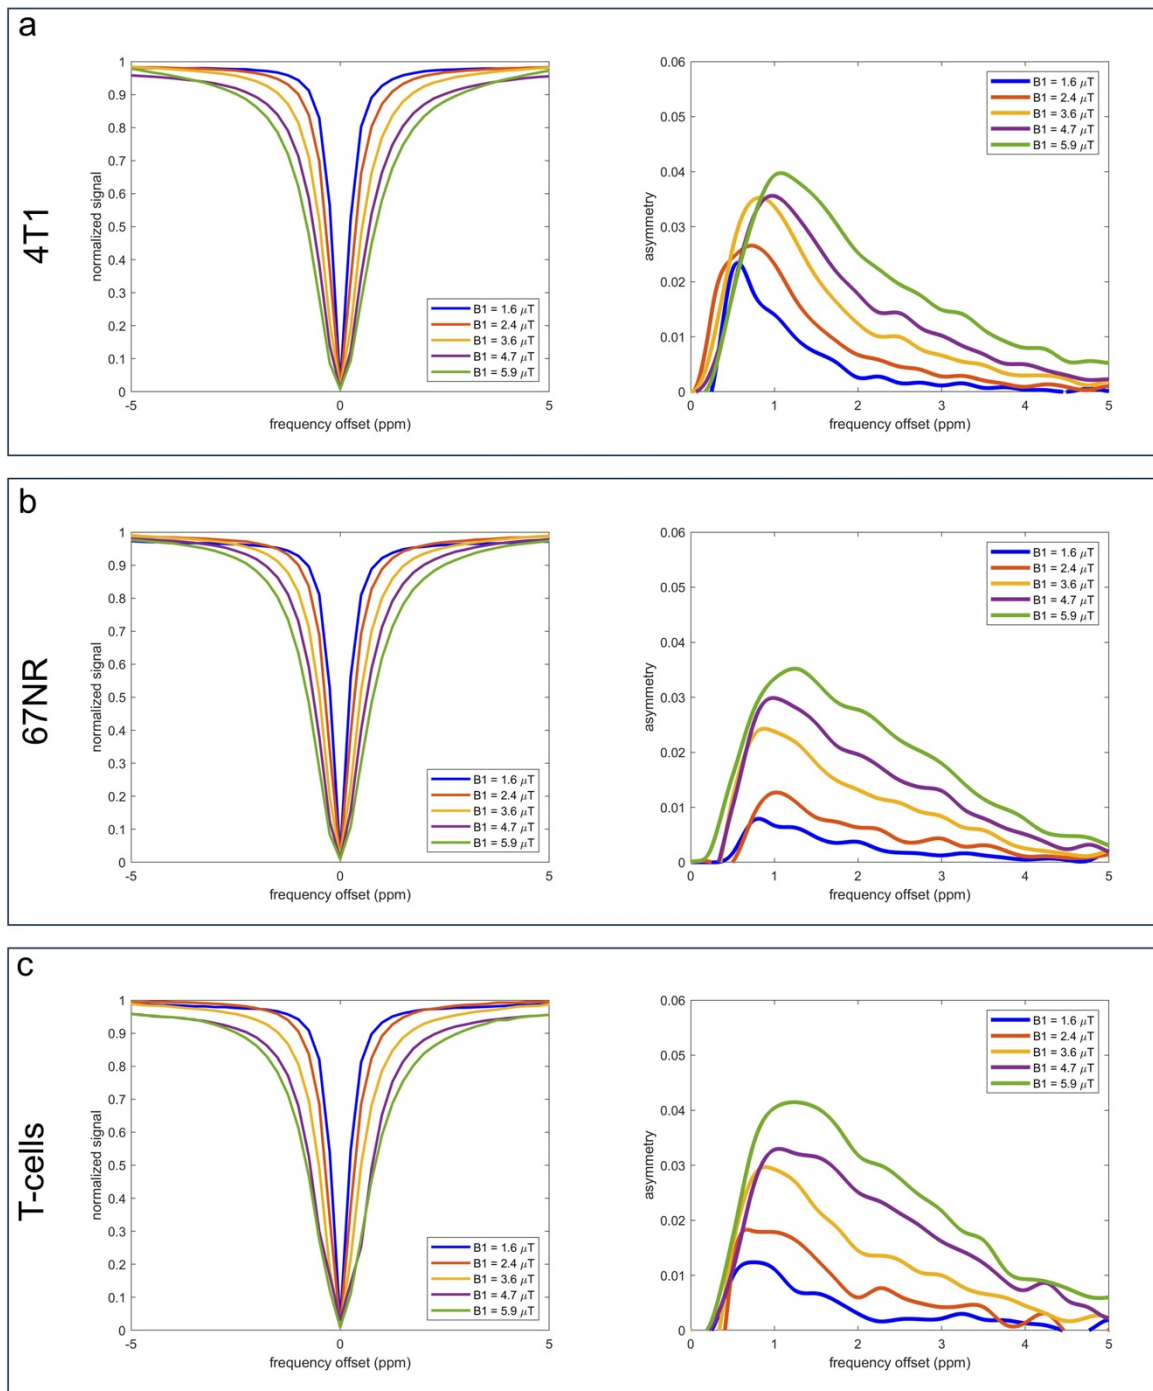 a
4T1
normalized signal
1
0.9
0.8
0.7
0.6
0.5
0.4
0.3
0.2
0.1
0
-5
0
5
frequency offset (ppm)
B1 = 1.6 μT
B1 = 2.4 μT
B1 = 3.6 μT
B1 = 4.7 μT
B1 = 5.9 μT
asymmetry
0.06
0.05
0.04
0.03
0.02
0.01
0
0
1
2
3
4
5
frequency offset (ppm)
B1 = 1.6 μT
B1 = 2.4 μT
B1 = 3.6 μT
B1 = 4.7 μT
B1 = 5.9 μT
b
67NR
normalized signal
1
0.9
0.8
0.7
0.6
0.5
0.4
0.3
0.2
0.1
0
-5
0
5
frequency offset (ppm)
B1 = 1.6 μT
B1 = 2.4 μT
B1 = 3.6 μT
B1 = 4.7 μT
B1 = 5.9 μT
asymmetry
0.06
0.05
0.04
0.03
0.02
0.01
0
0
1
2
3
4
5
frequency offset (ppm)
B1 = 1.6 μT
B1 = 2.4 μT
B1 = 3.6 μT
B1 = 4.7 μT
B1 = 5.9 μT
c
T-cells
normalized signal
1
0.9
0.8
0.7
0.6
0.5
0.4
0.3
0.2
0.1
0
-5
0
5
frequency offset (ppm)
B1 = 1.6 μT
B1 = 2.4 μT
B1 = 3.6 μT
B1 = 4.7 μT
B1 = 5.9 μT
asymmetry
0.06
0.05
0.04
0.03
0.02
0.01
0
0
1
2
3
4
5
frequency offset (ppm)
B1 = 1.6 μT
B1 = 2.4 μT
B1 = 3.6 μT
B1 = 4.7 μT
B1 = 5.9 μT